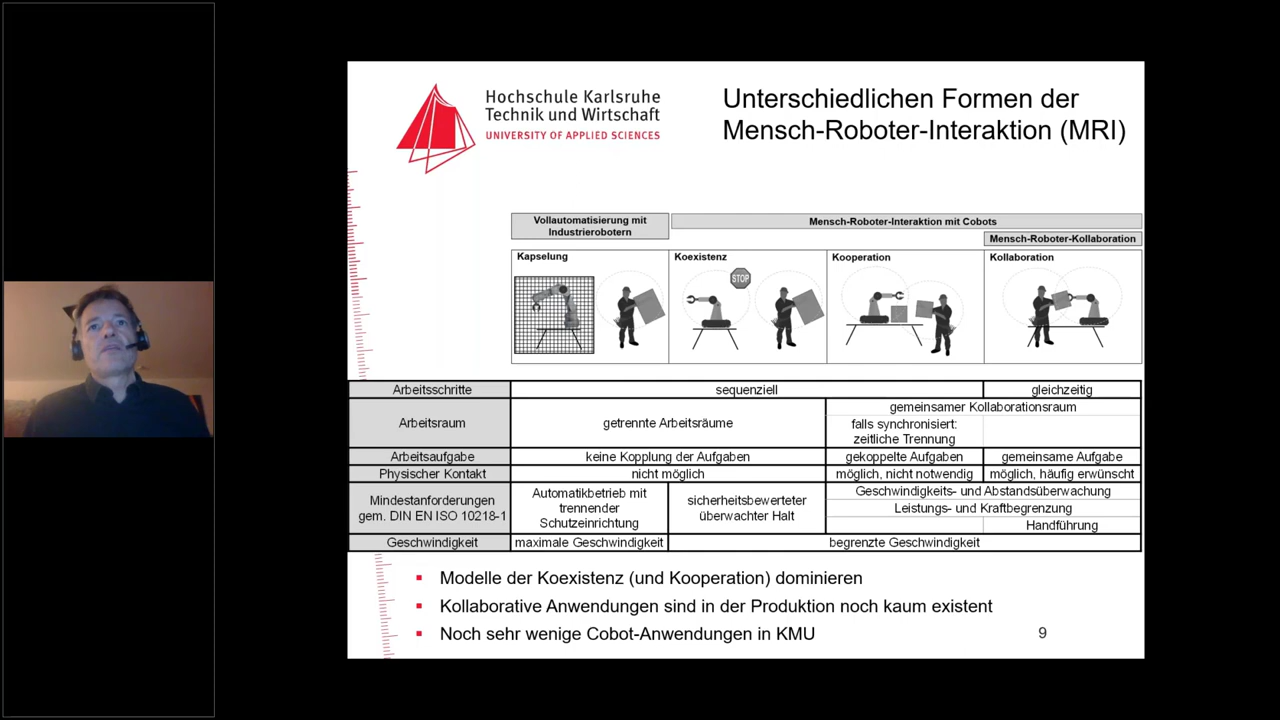 Hochschule Karlsruhe
Technik und Wirtschaft
UNIVERSITY OF APPLIED SCIENCES
Unterschiedlichen Formen der
Mensch-Roboter-Interaktion (MRI)
Vollautomatisierung mit
Industrierobotern
Mensch-Roboter-Interaktion mit Cobots
Mensch-Roboter-Kollaboration
Kapselung
Koexistenz
Kooperation
Kollaboration
STOP
Arbeitsschritte
sequenziell
gleichzeitig
Arbeitsraum
getrennte Arbeitsräume
gemeinsamer Kollaborationsraum
falls synchronisiert:
zeitliche Trennung
Arbeitsaufgabe
keine Kopplung der Aufgaben
gekoppelte Aufgaben
gemeinsame Aufgabe
Physischer Kontakt
nicht möglich
möglich, nicht notwendig
möglich, häufig erwünscht
Mindestanforderungen
gem. DIN EN ISO 10218-1
Automatikbetrieb mit
trennender
Schutzeinrichtung
sicherheitsbewerteter
überwachter Halt
Geschwindigkeits- und Abstandsüberwachung
Leistungs- und Kraftbegrenzung
Handführung
Geschwindigkeit
maximale Geschwindigkeit
begrenzte Geschwindigkeit
▪ Modelle der Koexistenz (und Kooperation) dominieren
▪ Kollaborative Anwendungen sind in der Produktion noch kaum existent
▪ Noch sehr wenige Cobot-Anwendungen in KMU
9